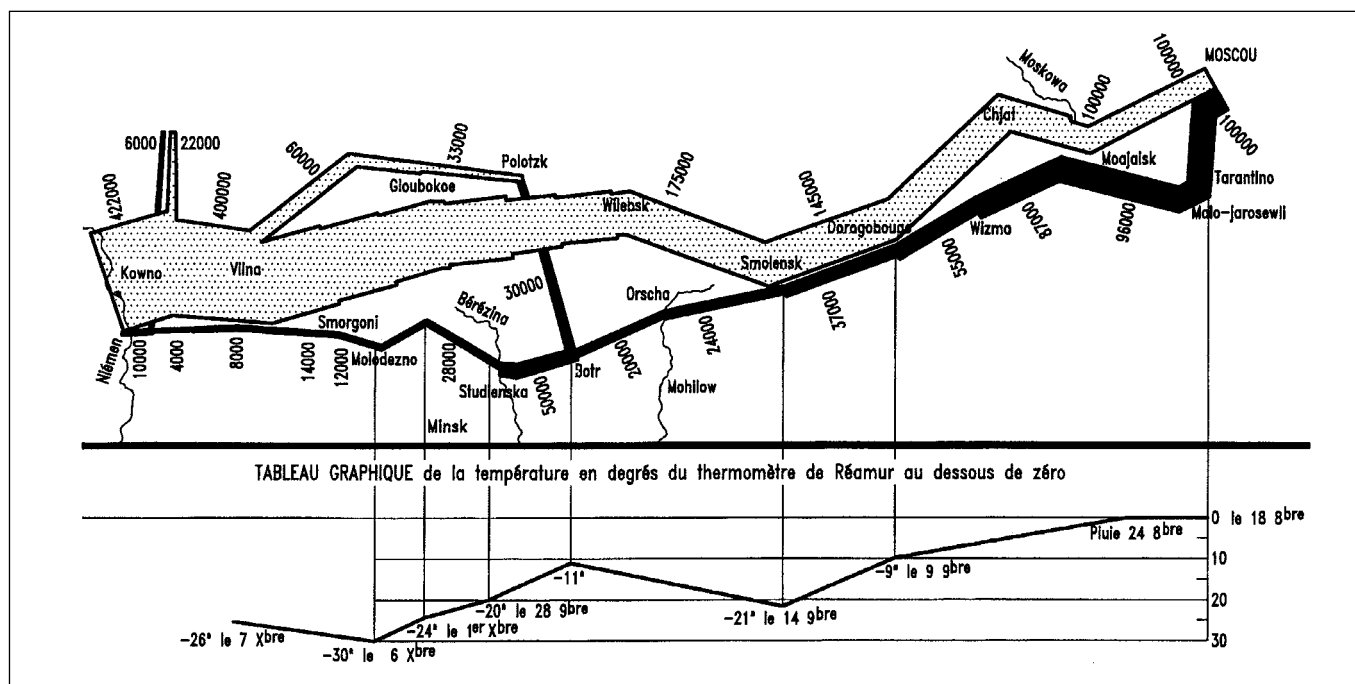 MOSCOU
100000
100000
Moskowa
100000
Chjat
Moajaisk
Tarantino
Malo-jarosewli
6000
22000
60000
33000
Polotzk
Gloubokoe
422000
400000
175000
145000
Witebsk
Dorogobouge
Wizma
87000
96000
55000
Kowno
Vilna
Smolensk
37000
30000
Orscha
24000
Bérézina
Smorgoni
Niémen
10000
4000
8000
14000
12000
Molodezno
28000
Studienska
50000
Botr
20000
Mohilow
Minsk
TABLEAU GRAPHIQUE de la température en degrés du thermomètre de Réamur au dessous de zéro
0 le 18 8bre
Pluie 24 8bre
10
-9° le 9 9bre
-11°
20
-20° le 28 9bre
-21° le 14 9bre
-24° le 1er Xbre
30
-26° le 7 Xbre
-30° le 6 Xbre